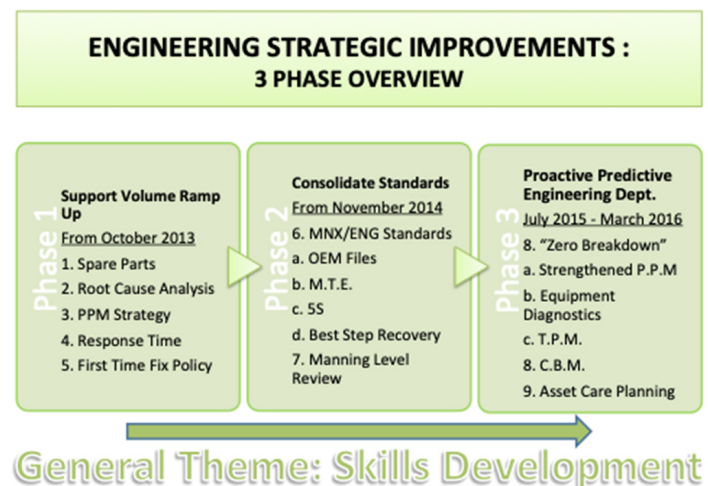 ENGINEERING STRATEGIC IMPROVEMENTS :
3 PHASE OVERVIEW
Phase 1
Support Volume Ramp
Up
From October 2013
1. Spare Parts
2. Root Cause Analysis
3. PPM Strategy
4. Response Time
5. First Time Fix Policy
Phase 2
Consolidate Standards
From November 2014
6. MNX/ENG Standards
a. OEM Files
b. M.T.E.
c. 5S
d. Best Step Recovery
7. Manning Level
Review
Phase 3
Proactive Predictive
Engineering Dept.
July 2015 - March 2016
8. “Zero Breakdown”
a. Strengthened P.P.M
b. Equipment
Diagnostics
c. T.P.M.
8. C.B.M.
9. Asset Care Planning
General Theme: Skills Development